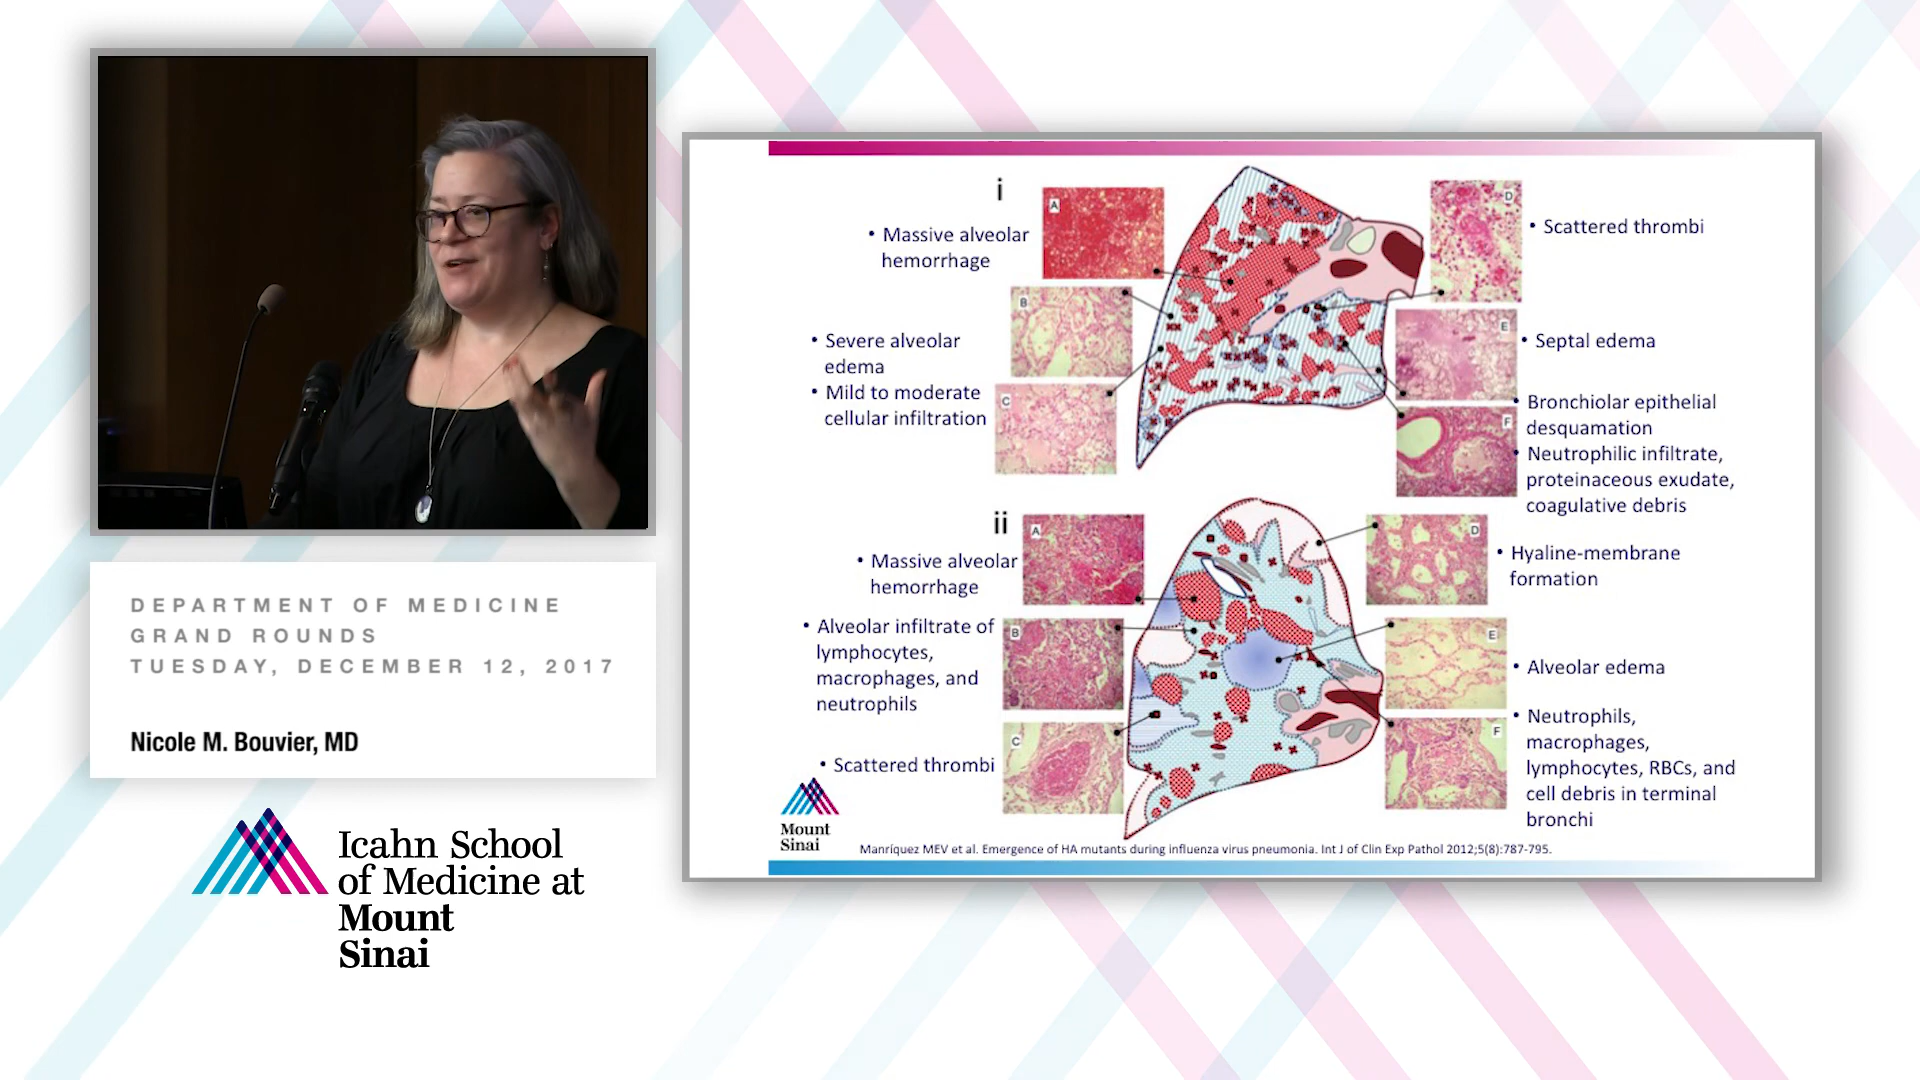 DEPARTMENT OF MEDICINE
GRAND ROUNDS
TUESDAY, DECEMBER 12, 2017
Nicole M. Bouvier, MD
Icahn School
of Medicine at
Mount
Sinai
i
A
• Massive alveolar
hemorrhage
B
• Severe alveolar
edema
• Mild to moderate
cellular infiltration
C
D
• Scattered thrombi
E
• Septal edema
• Bronchiolar epithelial
desquamation
F
• Neutrophilic infiltrate,
proteinaceous exudate,
coagulative debris
ii
A
• Massive alveolar
hemorrhage
B
• Alveolar infiltrate of
lymphocytes,
macrophages, and
neutrophils
C
• Scattered thrombi
D
• Hyaline-membrane
formation
E
• Alveolar edema
F
• Neutrophils,
macrophages,
lymphocytes, RBCs, and
cell debris in terminal
bronchi
Mount
Sinai
Manríquez MEV et al. Emergence of HA mutants during influenza virus pneumonia. Int J of Clin Exp Pathol 2012;5(8):787-795.